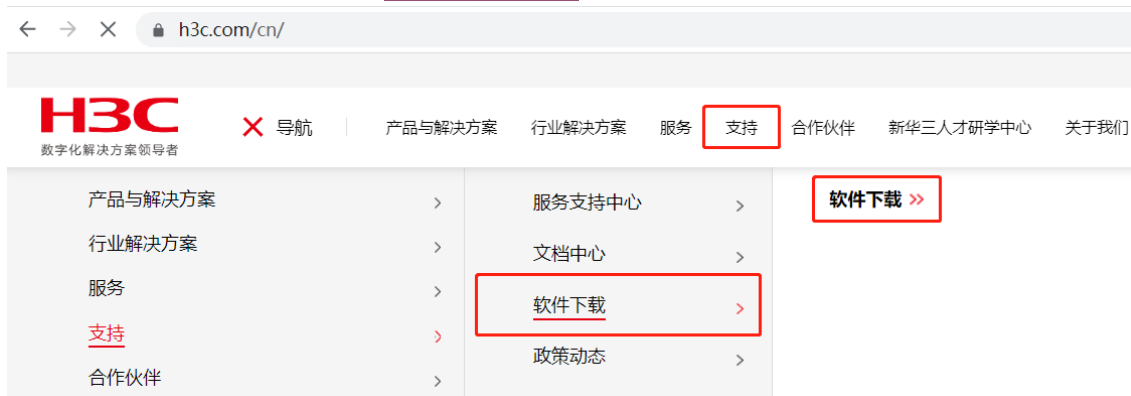 h3c.com/cn/
H3C
数字化解决方案领导者
导航
产品与解决方案
行业解决方案
服务
支持
合作伙伴
新华三人才研学中心
关于我们
产品与解决方案
行业解决方案
服务
支持
合作伙伴
服务支持中心
文档中心
软件下载
政策动态
软件下载